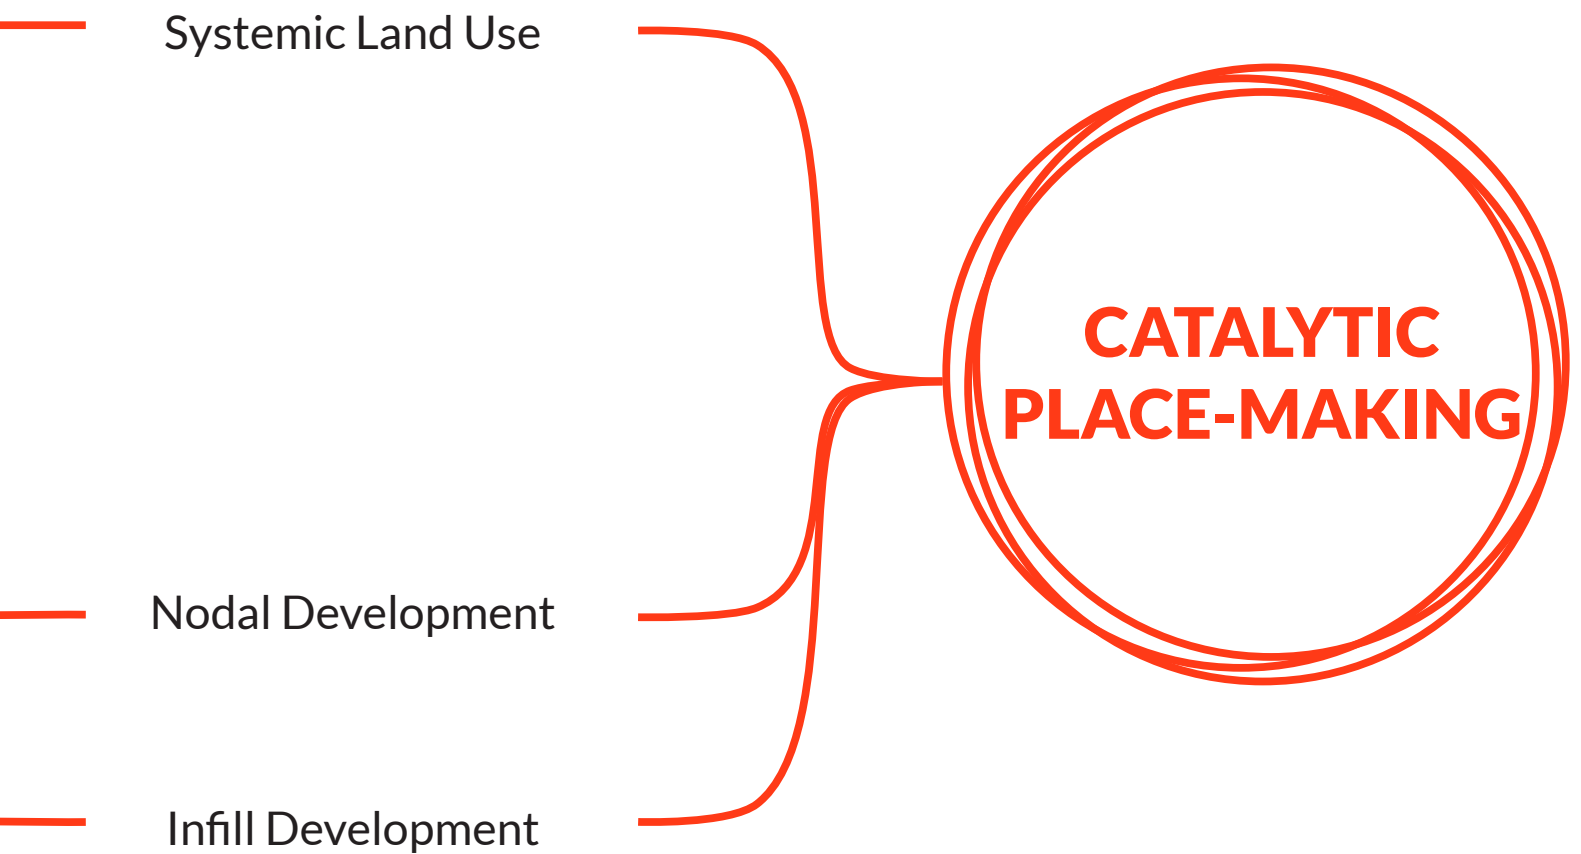 Systemic Land Use
CATALYTIC
PLACE-MAKING
Nodal Development
Infill Development